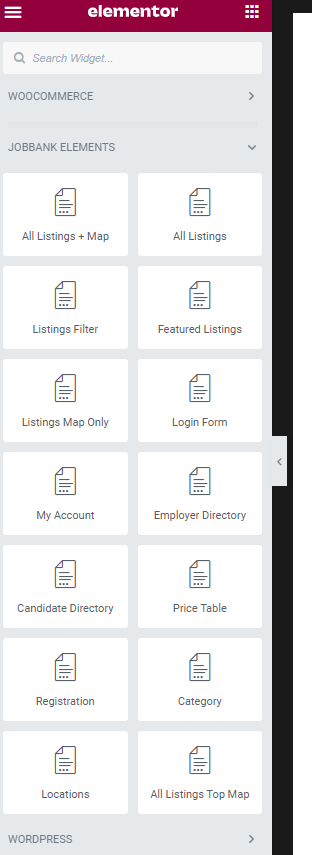 elementor
Search Widget...
WOOCOMMERCE
JOBBANK ELEMENTS
All Listings + Map
All Listings
Listings Filter
Featured Listings
Listings Map Only
Login Form
My Account
Employer Directory
Candidate Directory
Price Table
Registration
Category
Locations
All Listings Top Map
WORDPRESS